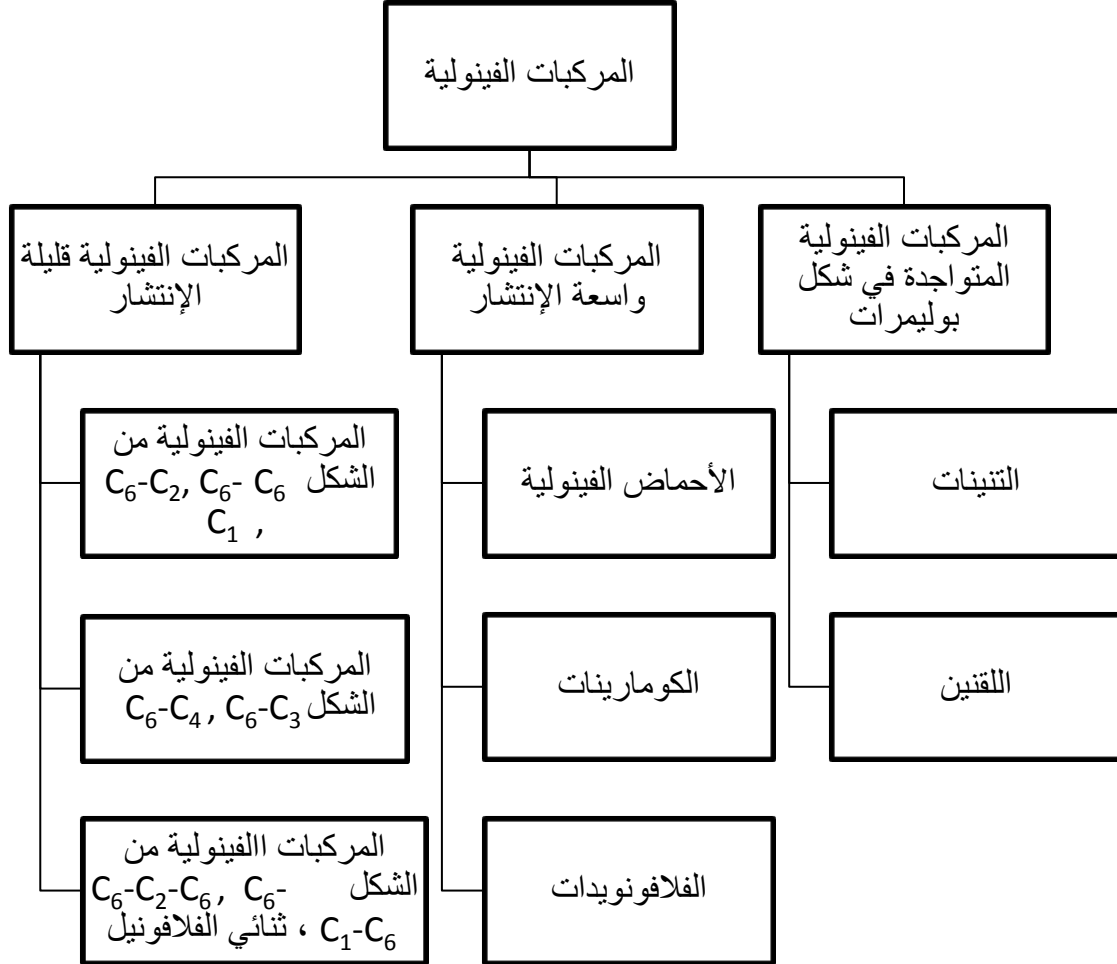 المركبات الفينولية
المركبات الفينولية
المتواجدة في شكل
بوليمرات
التنينات
اللقنين
المركبات الفينولية
واسعة الإنتشار
الأحماض الفينولية
الكومارينات
الفلافونويدات
المركبات الفينولية قليلة
الإنتشار
المركبات الفينولية من
الشكل C₆-C₂, C₆- C₆
C₁ ,
المركبات الفينولية من
الشكل C₆-C₄ , C₆-C₃
المركبات االفينولية من
الشكل C₆-C₂-C₆ , C₆-
C₁-C₆ ، ثنائي الفلافونيل